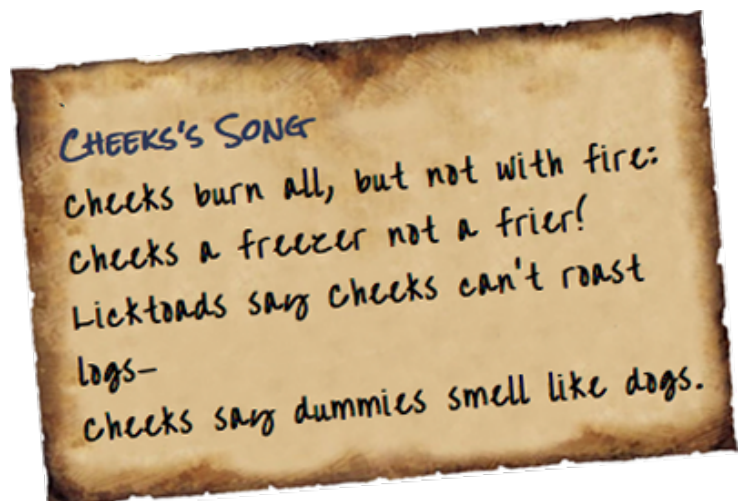 CHEEKS'S SONG
Cheeks burn all, but not with fire:
Cheeks a freezer not a frier!
Licktoads say Cheeks can't roast
logs—
Cheeks say dummies smell like dogs.